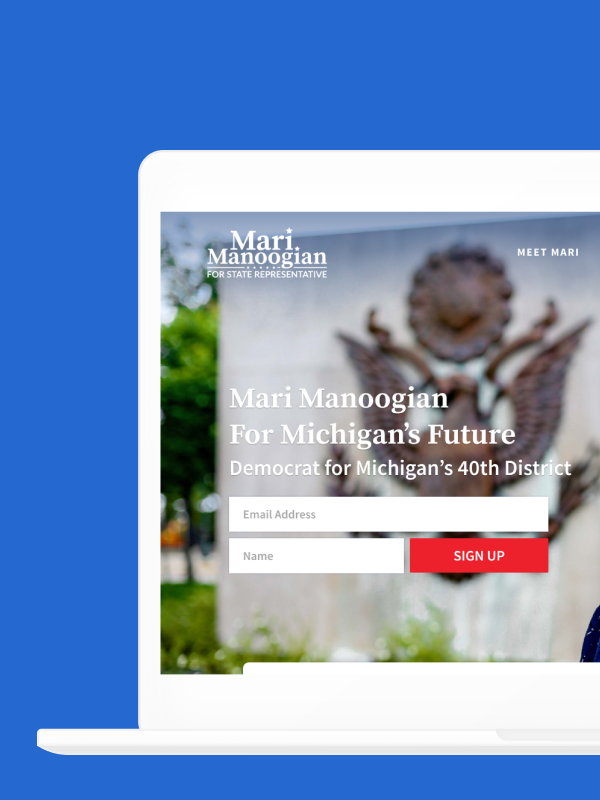 Mari
Manoogian
FOR STATE REPRESENTATIVE
MEET MARI
Mari Manoogian
For Michigan’s Future
Democrat for Michigan’s 40th District
Email Address
Name
SIGN UP